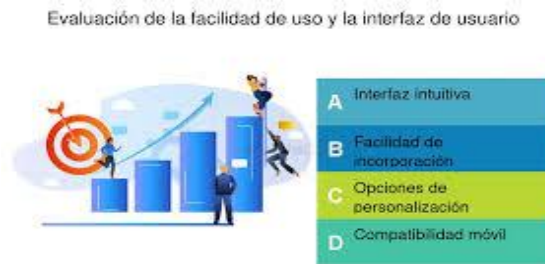 Evaluación de la facilidad de uso y la interfaz de usuario
A Interfaz intuitiva
B Facilidad de
incorporación
C Opciones de
personalización
D Compatibilidad móvil